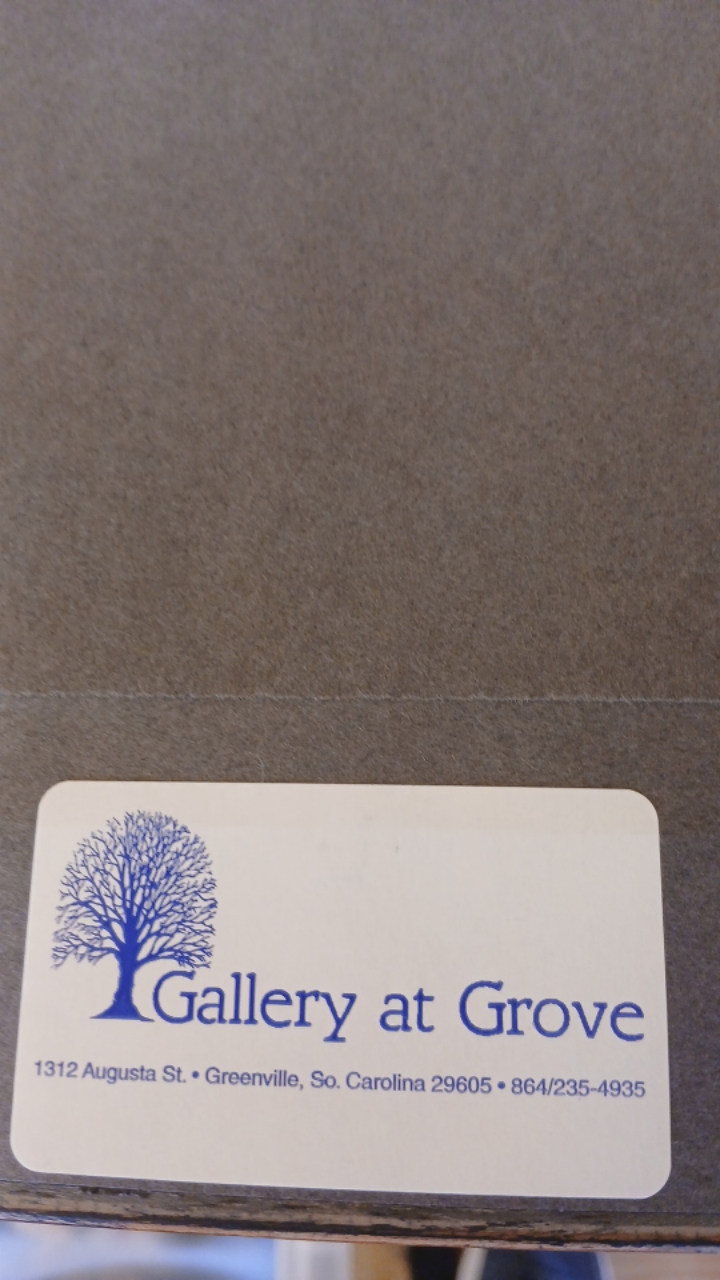 Gallery at Grove
1312 Augusta St. • Greenville, So. Carolina 29605 • 864/235-4935